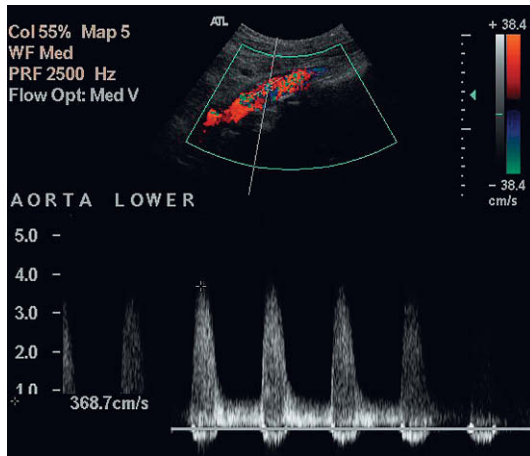 Col 55% Map 5
WF Med
PRF 2500 Hz
Flow Opt: Med V
ATL
+ 38.4
- 38.4
cm/s
AORTA LOWER
5.0
4.0
3.0
2.0
1.0
368.7cm/s